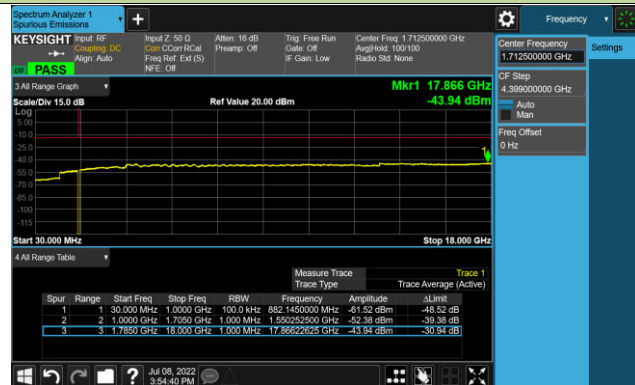 Spectrum Analyzer 1
Spurious Emissions
Frequency
KEYSIGHT Input: RF
Coupling: DC
Align: Auto
Input Z: 50 Ω
Corr CCorr RCal
Freq Ref: Ext (S)
NFE: Off
Atten: 16 dB
Preamp: Off
Trig: Free Run
Gate: Off
IF Gain: Low
Center Freq: 1.712500000 GHz
Avg|Hold: 100/100
Radio Std: None
PASS
Center Frequency
1.712500000 GHz
Settings
CF Step
4.399000000 GHz
Auto
Man
Freq Offset
0 Hz
3 All Range Graph
Mkr1 17.866 GHz
Scale/Div 15.0 dB
Ref Value 20.00 dBm
-43.94 dBm
Log
5.00
-10.0
-25.0
-40.0
-55.0
-70.0
-85.0
-100
-115
1
Start 30.000 MHz
Stop 18.000 GHz
4 All Range Table
Measure Trace Trace 1
Trace Type Trace Average (Active)
Spur Range Start Freq Stop Freq RBW Frequency Amplitude ΔLimit
1 1 30.000 MHz 1.0000 GHz 100.0 kHz 882.1450000 MHz -61.52 dBm -48.52 dB
2 2 1.0000 GHz 1.7050 GHz 1.000 MHz 1.550252500 GHz -52.38 dBm -39.38 dB
3 3 1.7850 GHz 18.000 GHz 1.000 MHz 17.86622625 GHz -43.94 dBm -30.94 dB
?
Jul 08, 2022
3:54:40 PM